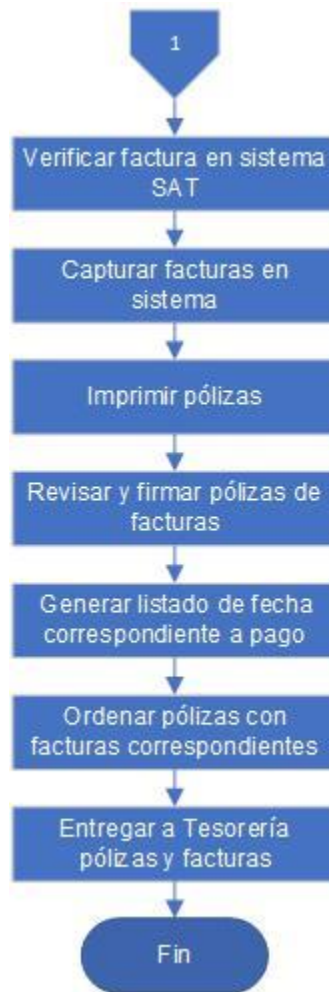 1
Verificar factura en sistema
SAT
Capturar facturas en
sistema
Imprimir pólizas
Revisar y firmar pólizas de
facturas
Generar listado de fecha
correspondiente a pago
Ordenar pólizas con
facturas correspondientes
Entregar a Tesorería
pólizas y facturas
Fin